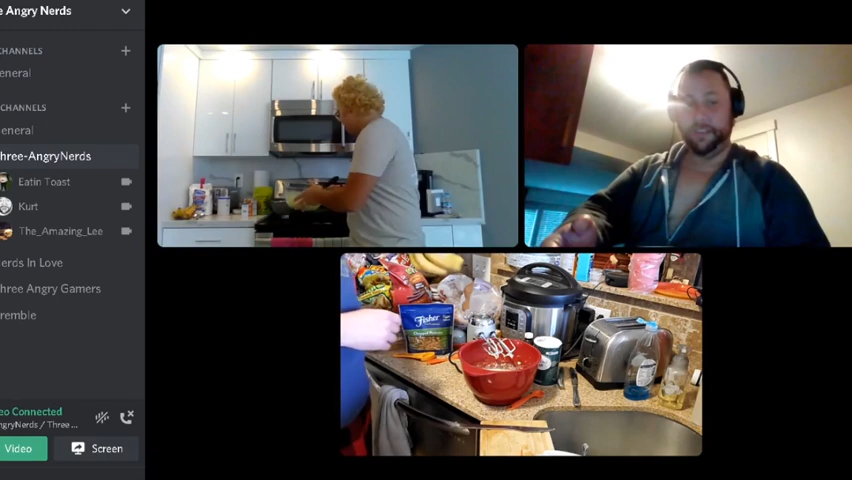 e Angry Nerds
CHANNELS
eneral
CHANNELS
eneral
hree-AngryNerds
Eatin Toast
Kurt
The_Amazing_Lee
erds In Love
hree Angry Gamers
remble
eo Connected
ngryNerds / Three ...
Video
Screen
Fisher